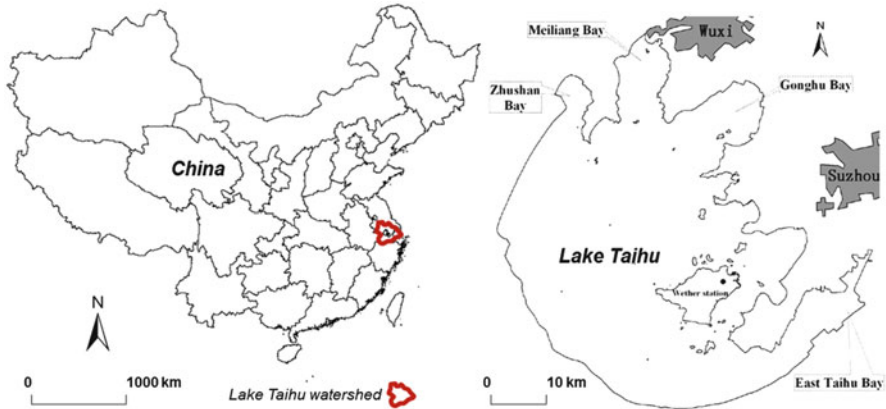 China
N
0 1000 km
Lake Taihu watershed
Meiliang Bay
Wuxi
N
Zhushan
Bay
Gonghu Bay
Suzhou
Lake Taihu
Wether station
0 10 km
East Taihu Bay